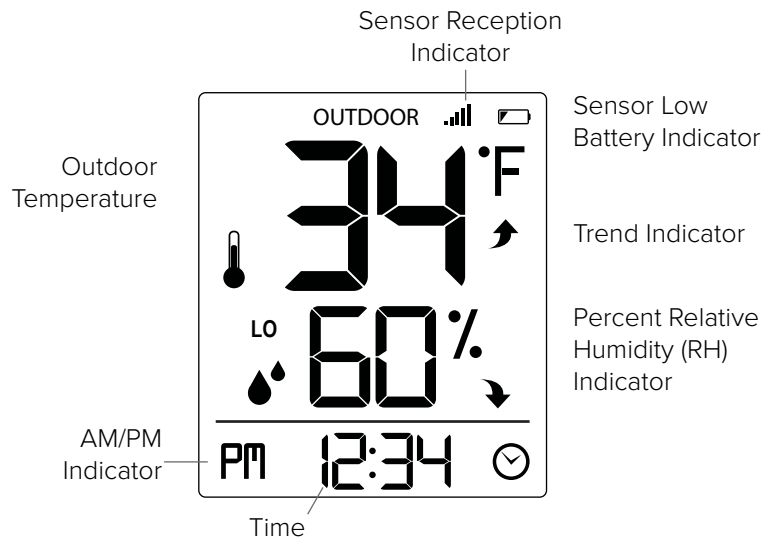 Sensor Reception
Indicator
OUTDOOR
Sensor Low
Battery Indicator
Outdoor
Temperature
34 °F
Trend Indicator
LO
60 %
Percent Relative
Humidity (RH)
Indicator
AM/PM
Indicator
PM 12:34
Time